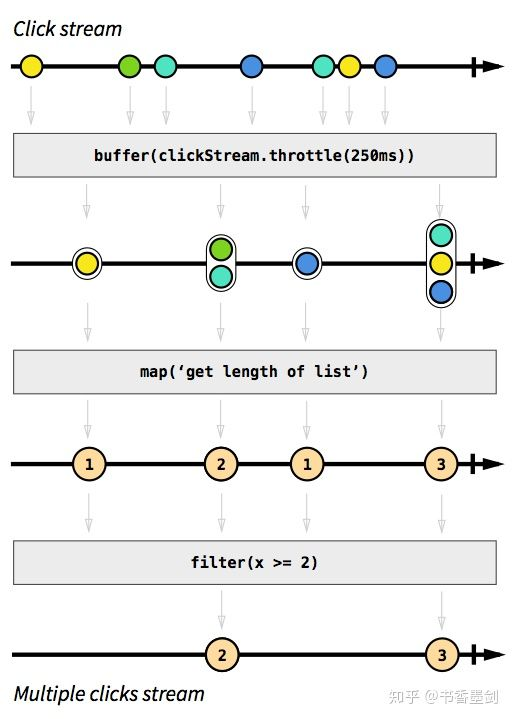 Click stream
buffer(clickStream.throttle(250ms))
map(‘get length of list’)
1 2 1 3
filter(x >= 2)
2 3
Multiple clicks stream
知乎 @书香墨剑